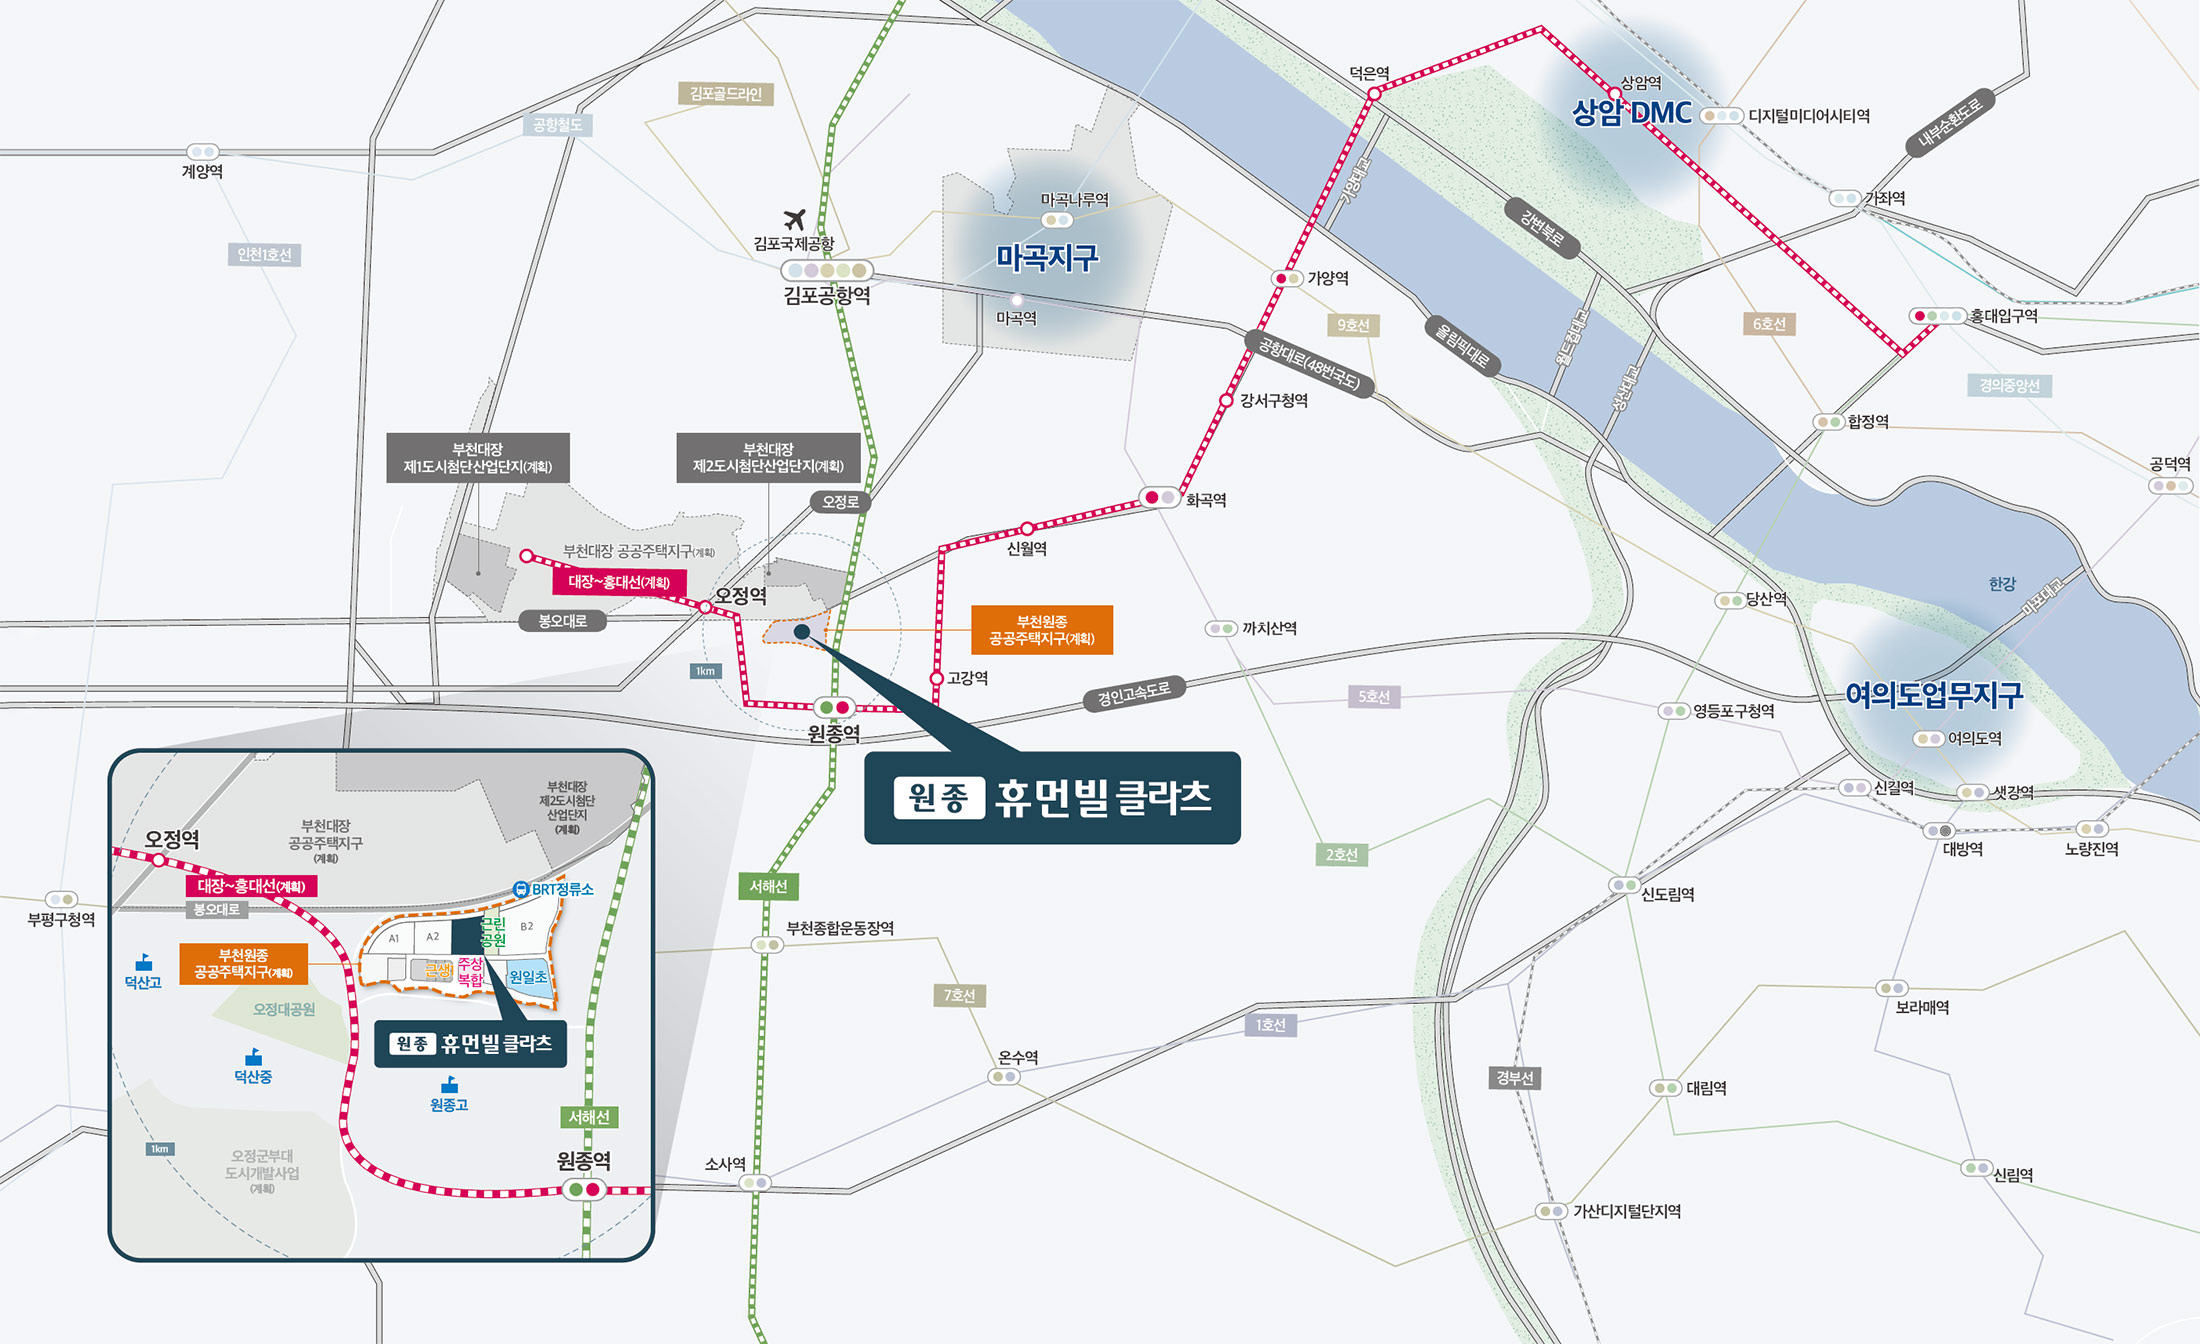 덕은역
상암역
상암 DMC
디지털미디어시티역
내부순환도로
김포골드라인
공항철도
계양역
가양대교
가좌역
마곡나루역
강변북로
김포국제공항
인천1호선
마곡지구
김포공항역
가양역
마곡역
9호선
올림픽대로
월드컵대교
6호선
홍대입구역
공항대로(48번국도)
성산대교
경의중앙선
강서구청역
합정역
부천대장
제1도시첨단산업단지(계획)
부천대장
제2도시첨단산업단지(계획)
공덕역
오정로
화곡역
신월역
부천대장 공공주택지구(계획)
대장~홍대선(계획)
오정역
한강
마포대교
당산역
봉오대로
부천원종
공공주택지구(계획)
까치산역
1km
고강역
경인고속도로
5호선
영등포구청역
여의도업무지구
원종역
여의도역
원종 휴먼빌 클라츠
신길역
샛강역
2호선
대방역
노량진역
서해선
신도림역
부평구청역
부천종합운동장역
7호선
1호선
보라매역
온수역
경부선
대림역
소사역
신림역
가산디지털단지역
부천대장
제2도시첨단
산업단지
(계획)
부천대장
공공주택지구
(계획)
오정역
대장~홍대선(계획)
봉오대로
BRT정류소
A1
A2
근린
공원
B2
부천원종
공공주택지구(계획)
근생
주상
복합
원일초
덕산고
오정대공원
원종 휴먼빌 클라츠
덕산중
원종고
서해선
1km
오정군부대
도시개발사업
(계획)
원종역